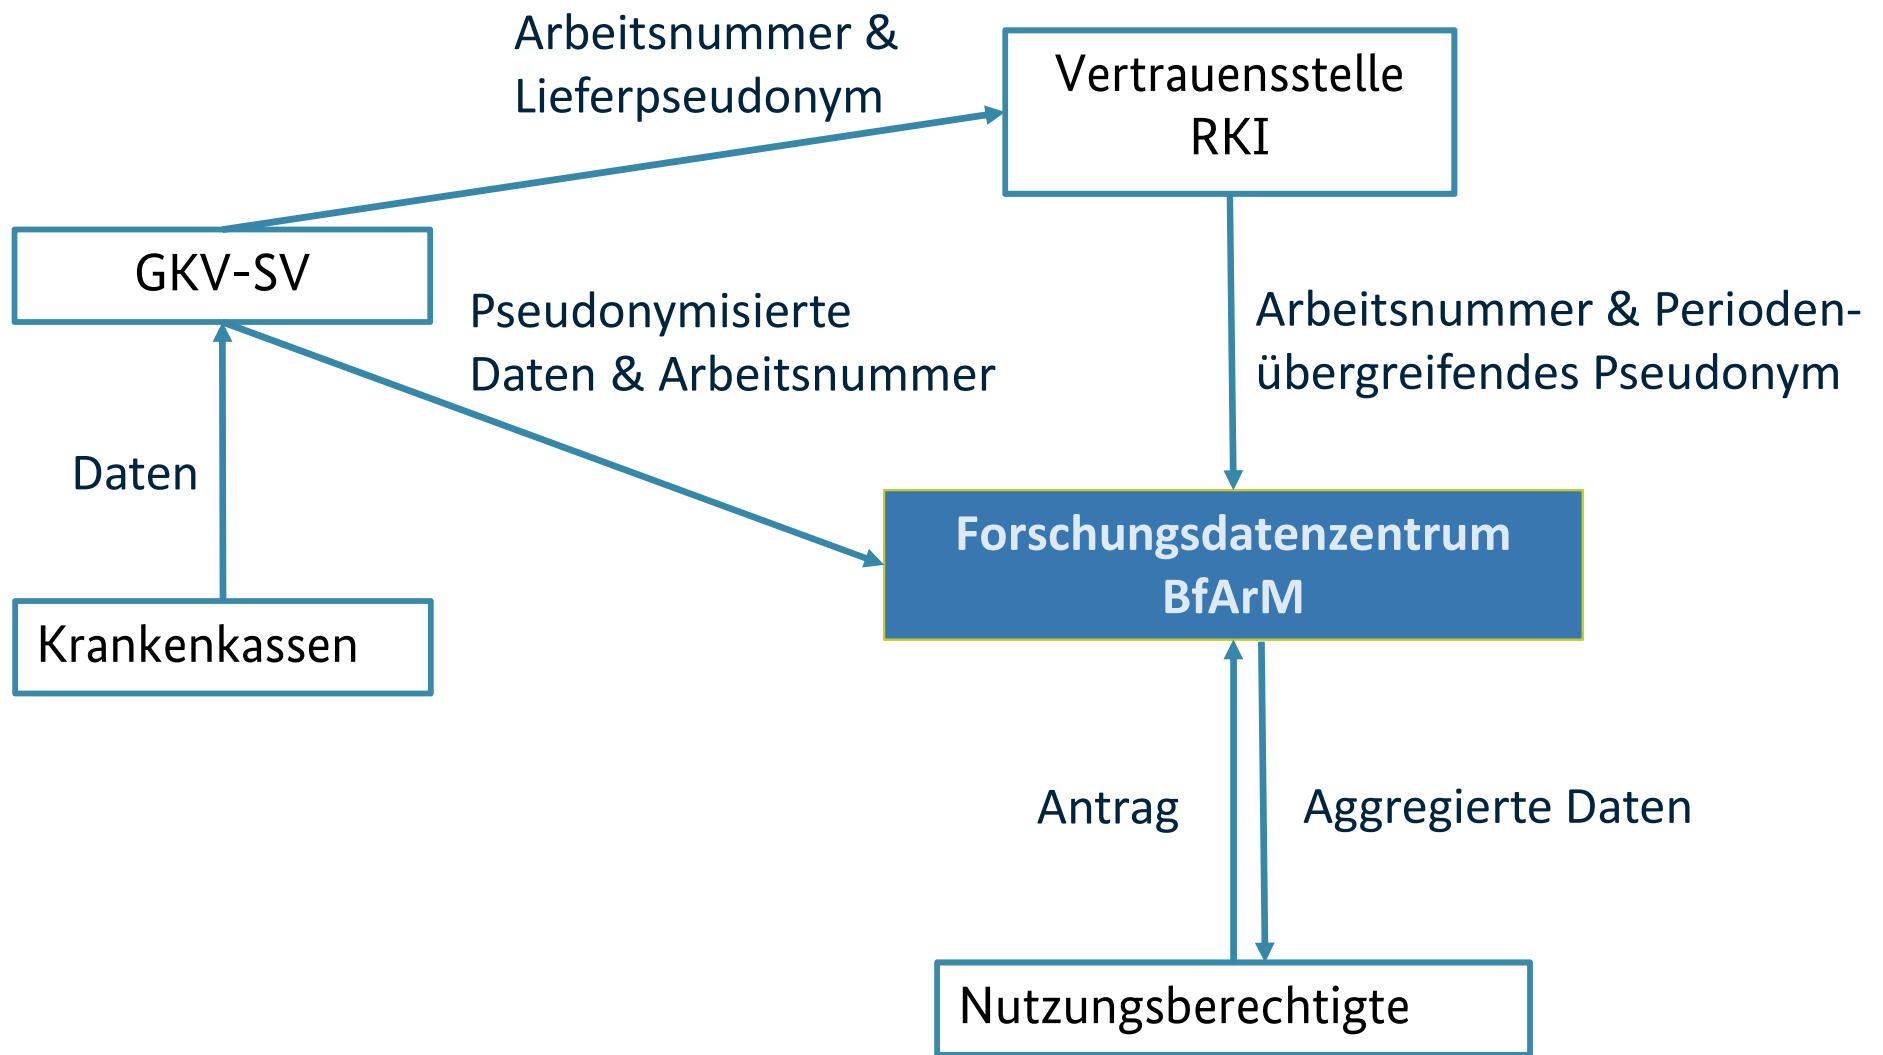 Arbeitsnummer &
Lieferpseudonym
Vertrauensstelle
RKI
GKV-SV
Pseudonymisierte
Daten & Arbeitsnummer
Arbeitsnummer & Perioden-
übergreifendes Pseudonym
Daten
Forschungsdatenzentrum
BfArM
Krankenkassen
Antrag
Aggregierte Daten
Nutzungsberechtigte